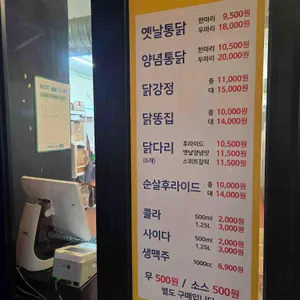 옛날통닭 한마리 9,500원
두마리 18,000원
양념통닭 한마리 10,500원
두마리 20,000원
닭강정 중 11,000원
대 15,000원
닭똥집 중 10,000원
대 14,000원
닭다리 후라이드 10,500원
(6개) 옛날양념맛 11,500원
스위트갈릭 11,500원
순살후라이드 중 10,000원
대 14,000원
콜라 500ml 2,000원
1.25L 3,000원
사이다 500ml 2,000원
1.25L 3,000원
생맥주 1000cc 6,900원
무 500원 / 소스 500원
별도 구매입니다